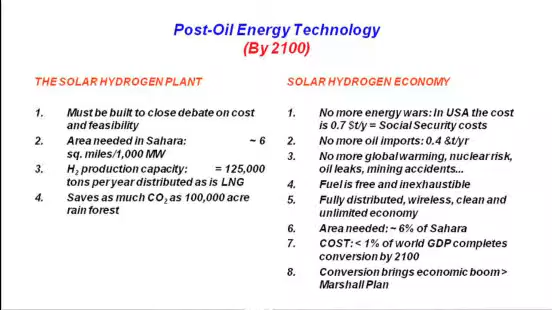 Post-Oil Energy Technology
(By 2100)
THE SOLAR HYDROGEN PLANT
1. Must be built to close debate on cost
and feasibility
2. Area needed in Sahara: ~ 6
sq. miles/1,000 MW
3. H2 production capacity; = 125,000
tons per year distributed as is LNG
4. Saves as much CO2 as 100,000 acre
rain forest
SOLAR HYDROGEN ECONOMY
1. No more energy wars: In USA the cost
is 0.7 $t/y = Social Security costs
2. No more oil imports: 0.4 &t/yr
3. No more global warming, nuclear risk,
oil leaks, mining accidents...
4. Fuel is free and inexhaustible
5. Fully distributed, wireless, clean and
unlimited economy
6. Area needed: ~ 6% of Sahara
7. COST: < 1% of world GDP completes
conversion by 2100
8. Conversion brings economic boom >
Marshall Plan